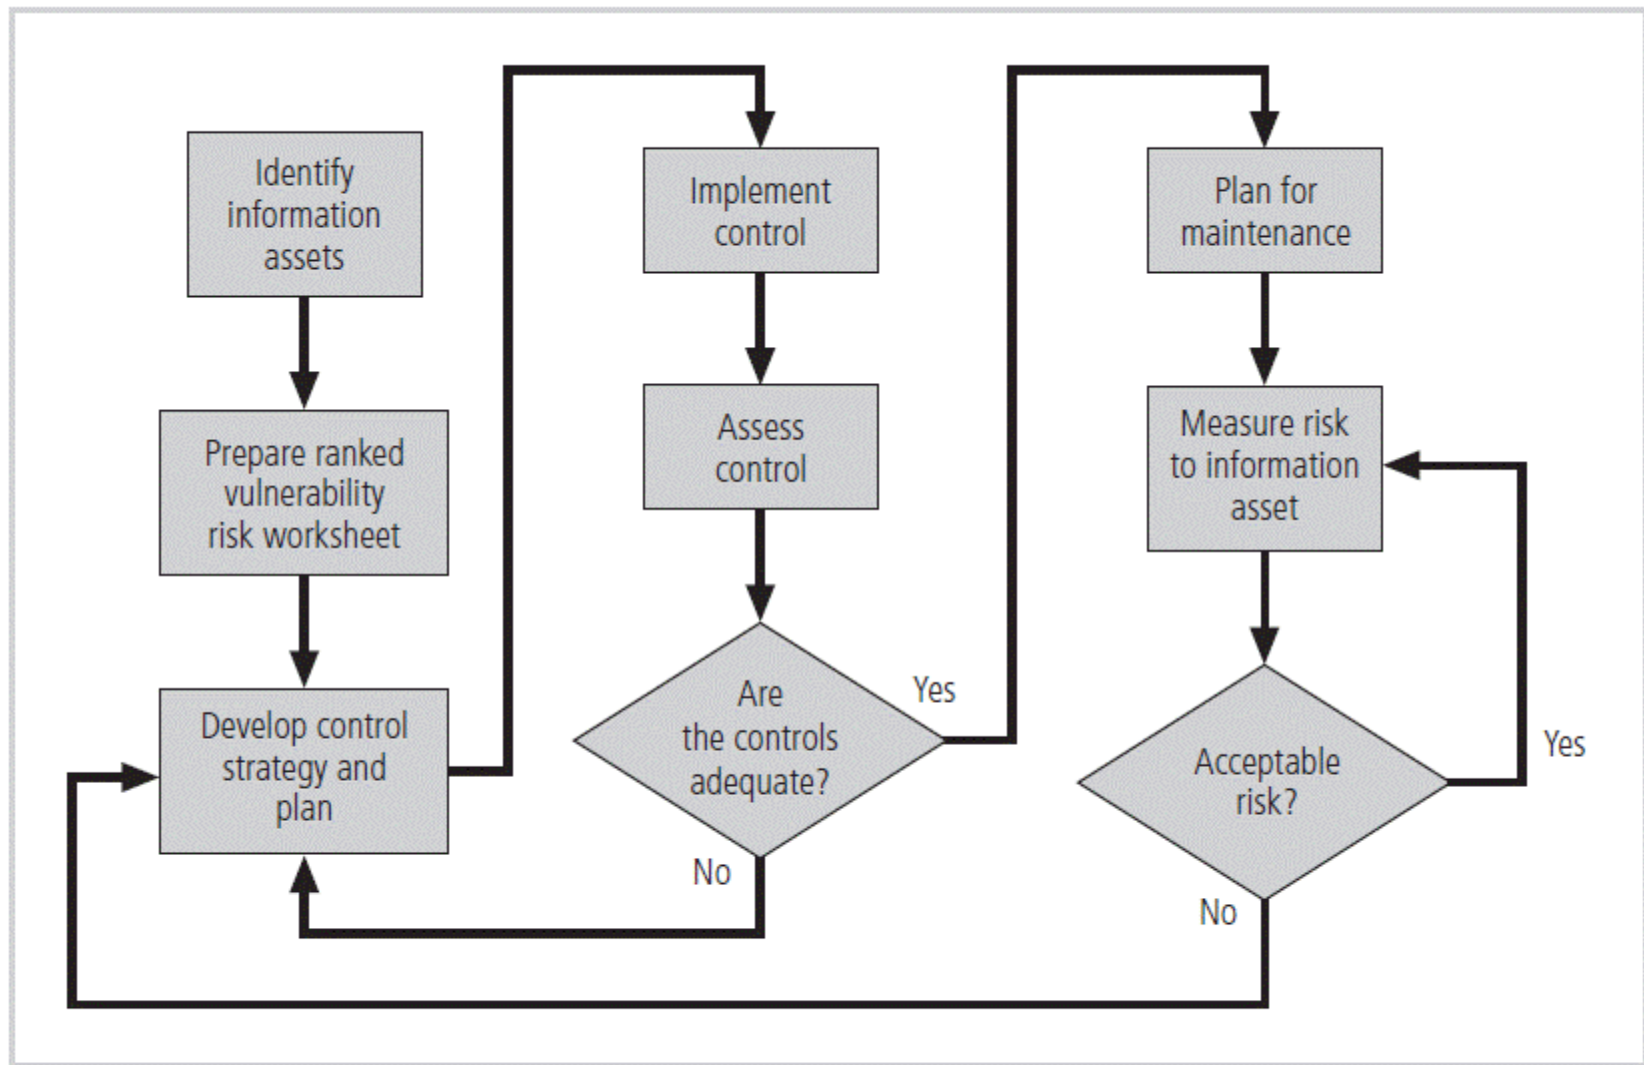 Identify
information
assets
Prepare ranked
vulnerability
risk worksheet
Develop control
strategy and
plan
Implement
control
Assess
control
Are
the controls
adequate?
Yes
No
Plan for
maintenance
Measure risk
to information
asset
Acceptable
risk?
Yes
No